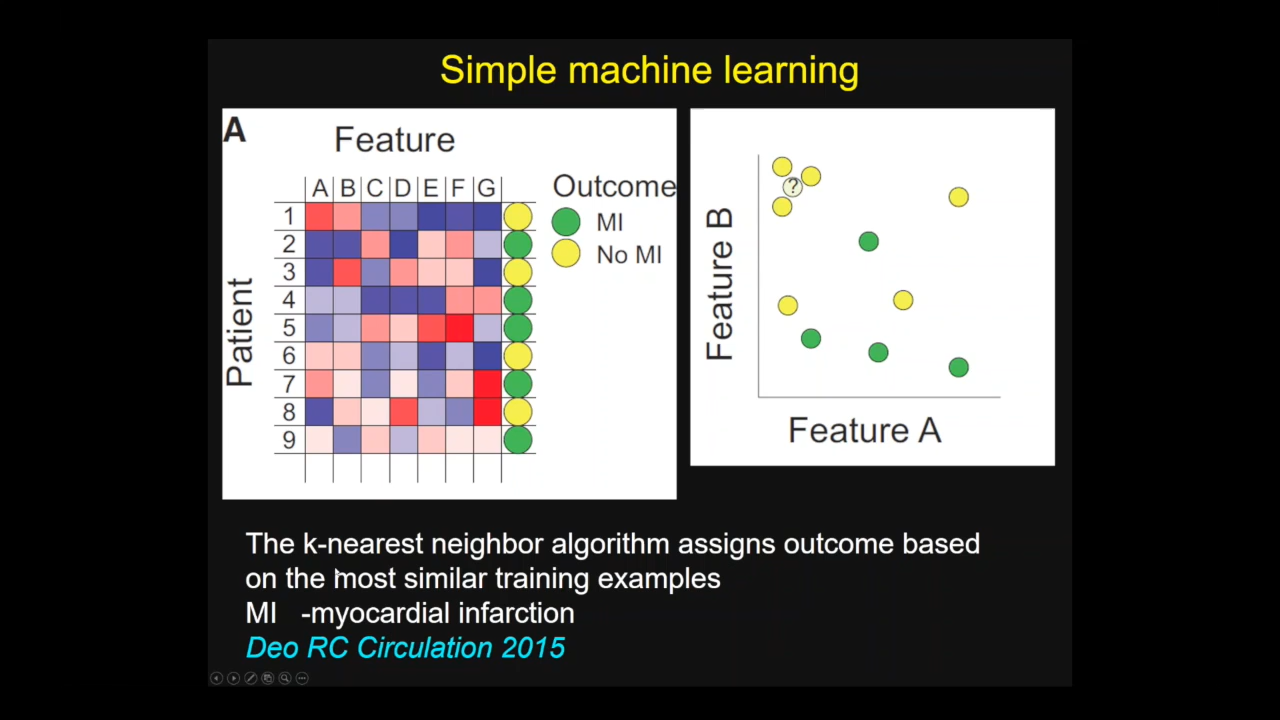 Simple machine learning
A
Feature
A B C D E F G
Outcome
MI
No MI
Patient
1
2
3
4
5
6
7
8
9
?
Feature B
Feature A
The k-nearest neighbor algorithm assigns outcome based
on the most similar training examples
MI -myocardial infarction
Deo RC Circulation 2015